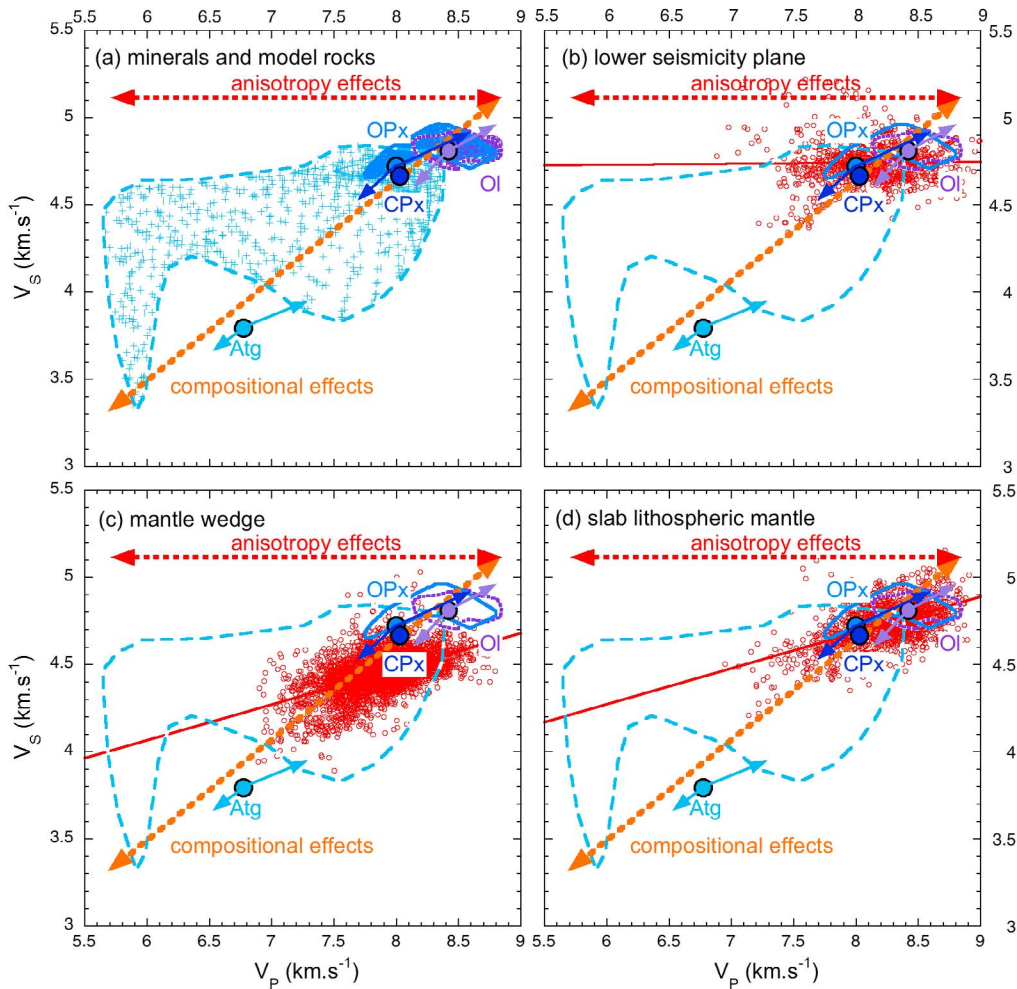 5.5 6 6.5 7 7.5 8 8.5 9
5.5 6 6.5 7 7.5 8 8.5 9
5.5
5
4.5
4
3.5
3
V_S (km.s⁻¹)
(a) minerals and model rocks
anisotropy effects
OPx
Ol
CPx
Atg
compositional effects
(b) lower seismicity plane
anisotropy effects
OPx
Ol
CPx
Atg
compositional effects
5.5
5
4.5
4
3.5
3
5.5
5
4.5
4
3.5
3
V_S (km.s⁻¹)
(c) mantle wedge
anisotropy effects
OPx
Ol
CPx
Atg
compositional effects
(d) slab lithospheric mantle
anisotropy effects
OPx
Ol
CPx
Atg
compositional effects
5.5
5
4.5
4
3.5
3
5.5 6 6.5 7 7.5 8 8.5 9
5.5 6 6.5 7 7.5 8 8.5 9
V_P (km.s⁻¹)
V_P (km.s⁻¹)